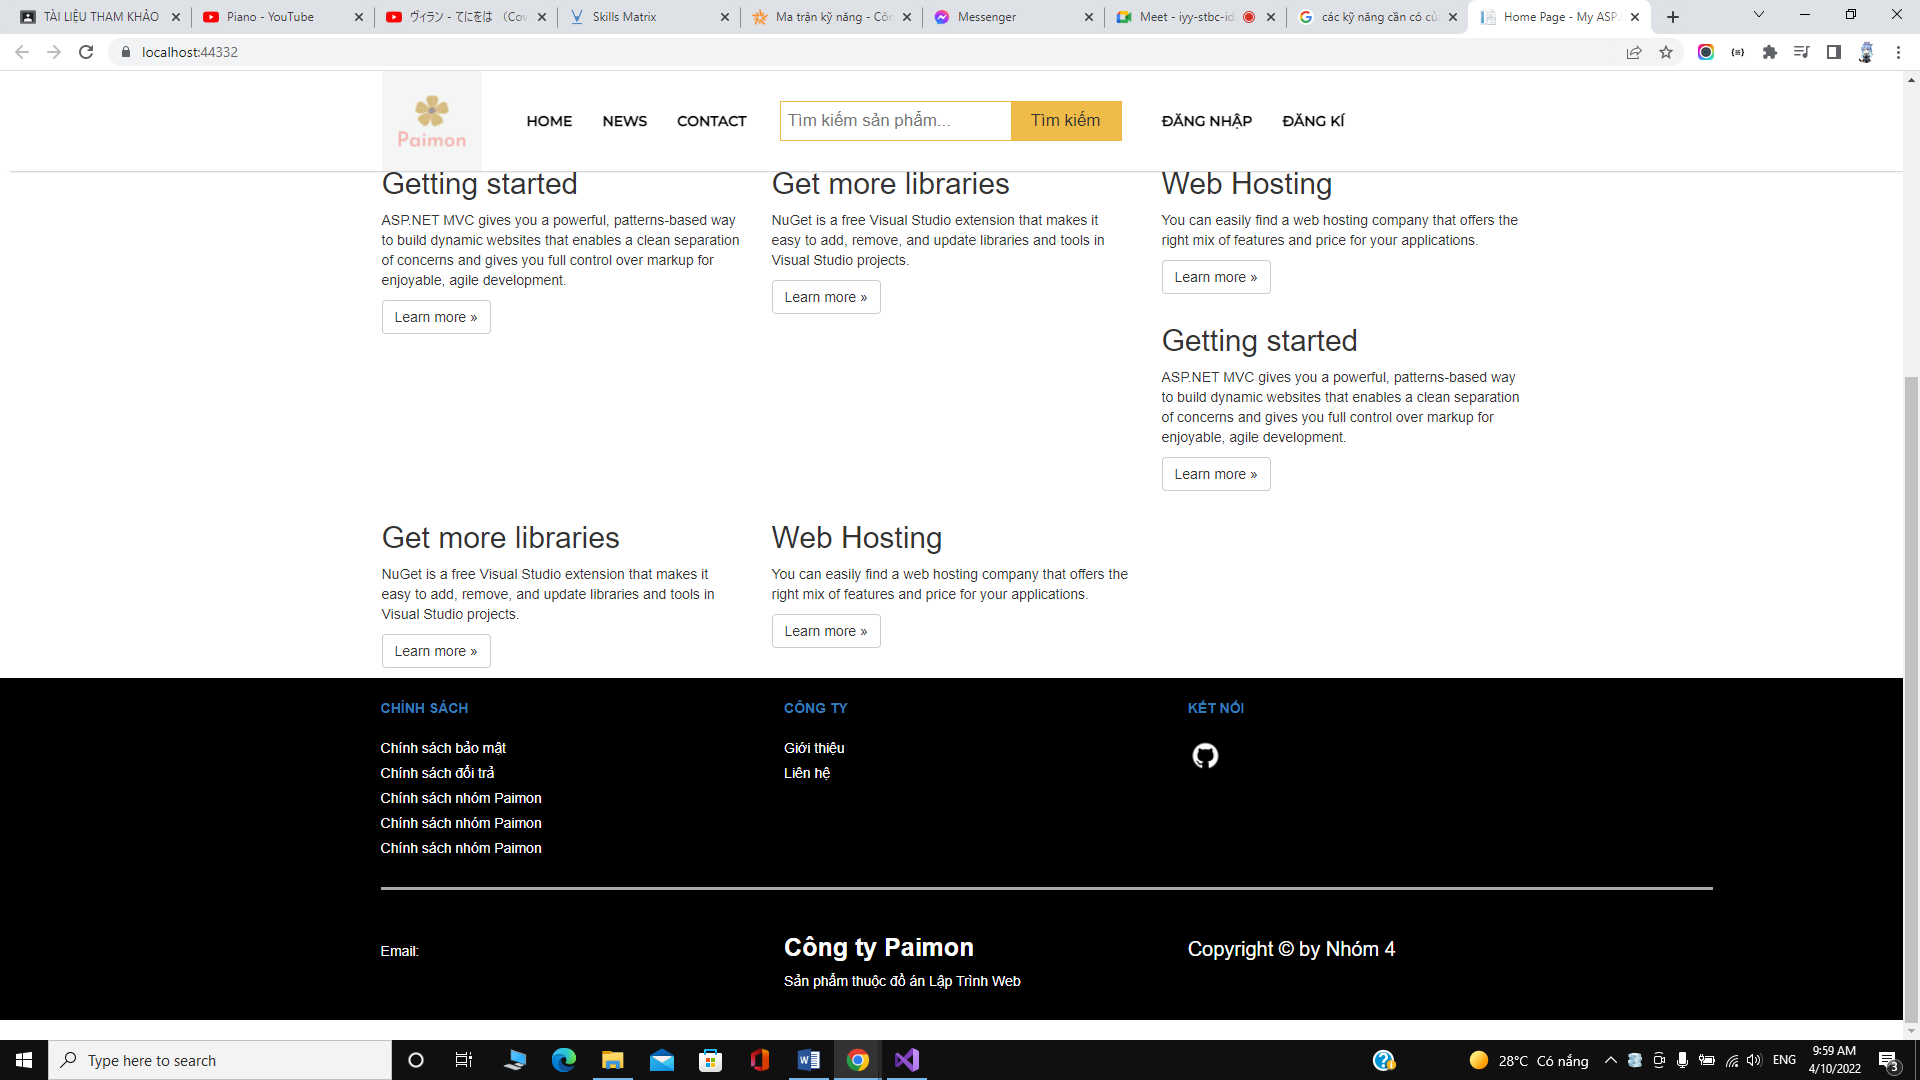 TÀI LIỆU THAM KHẢO
Piano - YouTube
ヴィラン - てにをは （Cov
Skills Matrix
Ma trận kỹ năng - Côn
Messenger
Meet - iyy-stbc-id
các kỹ năng cần có củ
Home Page - My ASP.
localhost:44332
Paimon
HOME
NEWS
CONTACT
Tìm kiếm sản phẩm...
Tìm kiếm
ĐĂNG NHẬP
ĐĂNG KÍ
Getting started
ASP.NET MVC gives you a powerful, patterns-based way
to build dynamic websites that enables a clean separation
of concerns and gives you full control over markup for
enjoyable, agile development.
Learn more »
Get more libraries
NuGet is a free Visual Studio extension that makes it
easy to add, remove, and update libraries and tools in
Visual Studio projects.
Learn more »
Web Hosting
You can easily find a web hosting company that offers the
right mix of features and price for your applications.
Learn more »
Getting started
ASP.NET MVC gives you a powerful, patterns-based way
to build dynamic websites that enables a clean separation
of concerns and gives you full control over markup for
enjoyable, agile development.
Learn more »
Get more libraries
NuGet is a free Visual Studio extension that makes it
easy to add, remove, and update libraries and tools in
Visual Studio projects.
Learn more »
Web Hosting
You can easily find a web hosting company that offers the
right mix of features and price for your applications.
Learn more »
CHÍNH SÁCH
Chính sách bảo mật
Chính sách đổi trả
Chính sách nhóm Paimon
Chính sách nhóm Paimon
Chính sách nhóm Paimon
CÔNG TY
Giới thiệu
Liên hệ
KẾT NỐI
Email:
Công ty Paimon
Sản phẩm thuộc đồ án Lập Trình Web
Copyright © by Nhóm 4
Type here to search
28°C Có nắng
ENG
9:59 AM
4/10/2022
3